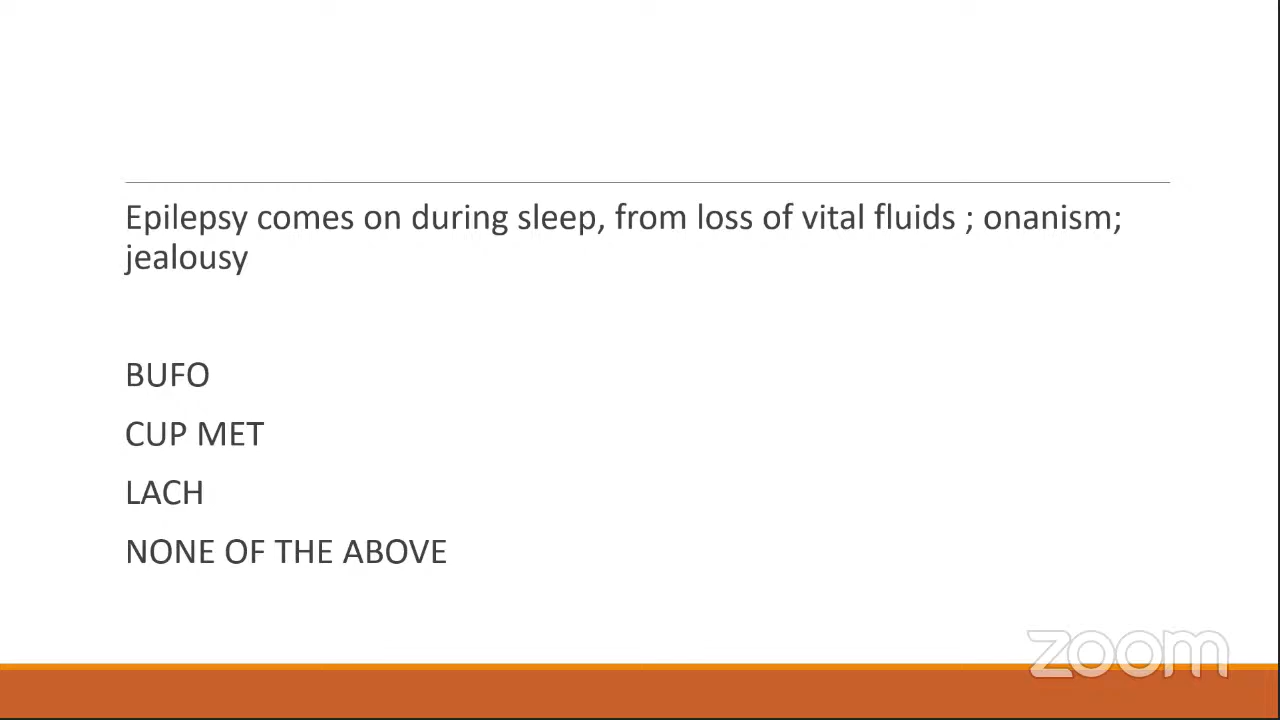 Epilepsy comes on during sleep, from loss of vital fluids ; onanism;
jealousy
BUFO
CUP MET
LACH
NONE OF THE ABOVE
zoom